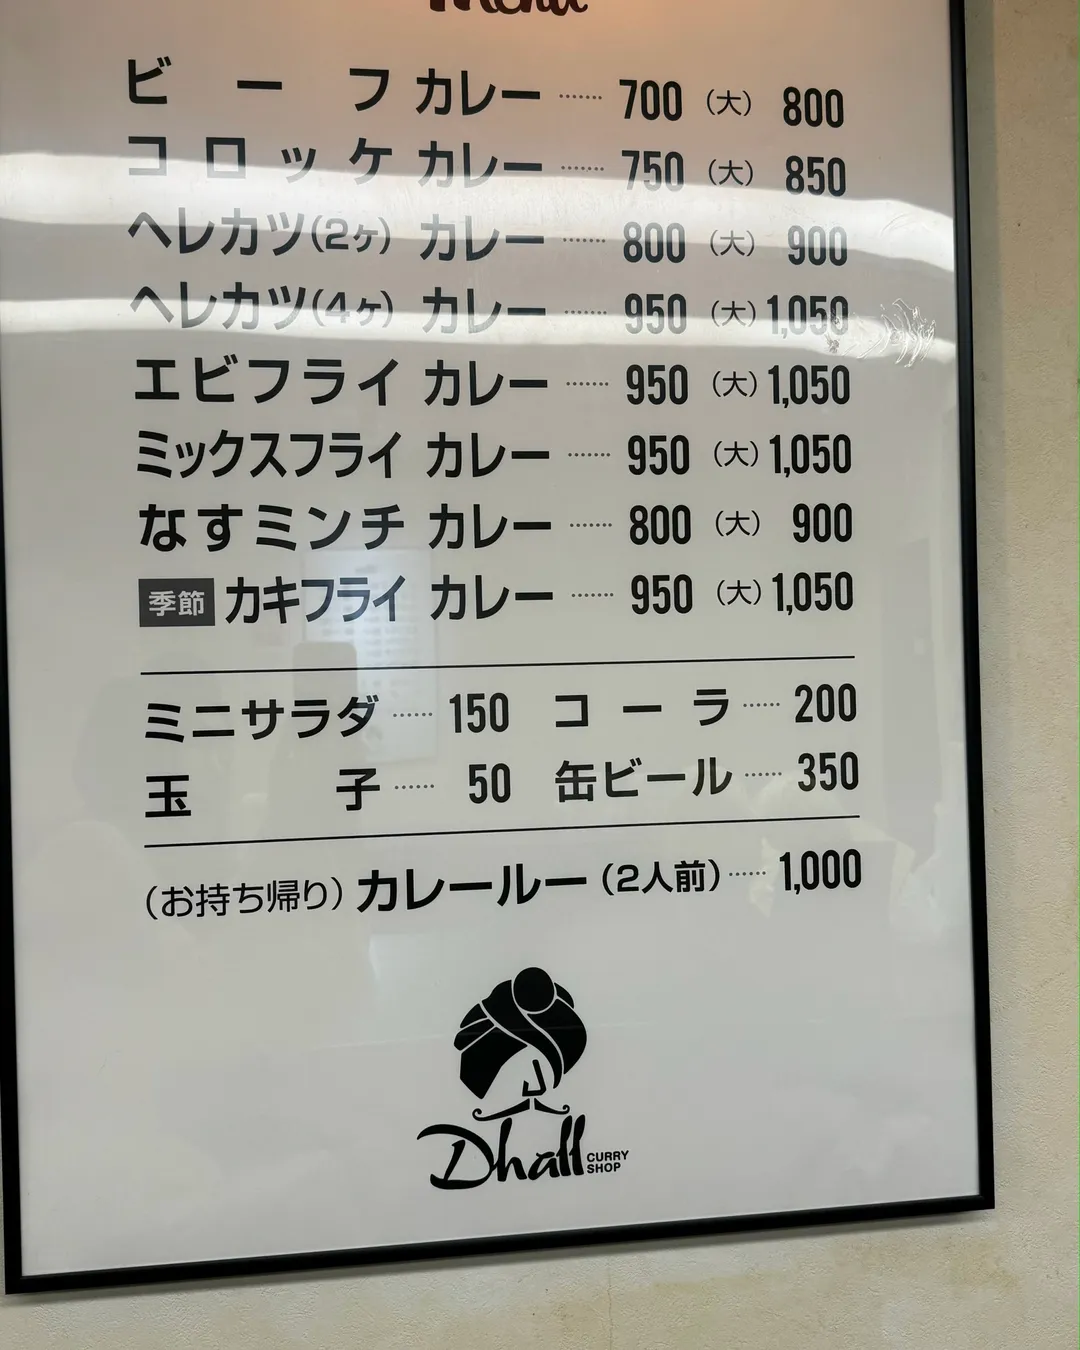 Menu
ビーフカレー……700（大）800
コロッケカレー……750（大）850
ヘレカツ(2ヶ)カレー……800（大）900
ヘレカツ(4ヶ)カレー……950（大）1,050
エビフライカレー……950（大）1,050
ミックスフライカレー……950（大）1,050
なすミンチカレー……800（大）900
季節 カキフライカレー……950（大）1,050
ミニサラダ……150 コーラ……200
玉子……50 缶ビール……350
（お持ち帰り）カレールー（2人前）……1,000
Dhall CURRY SHOP